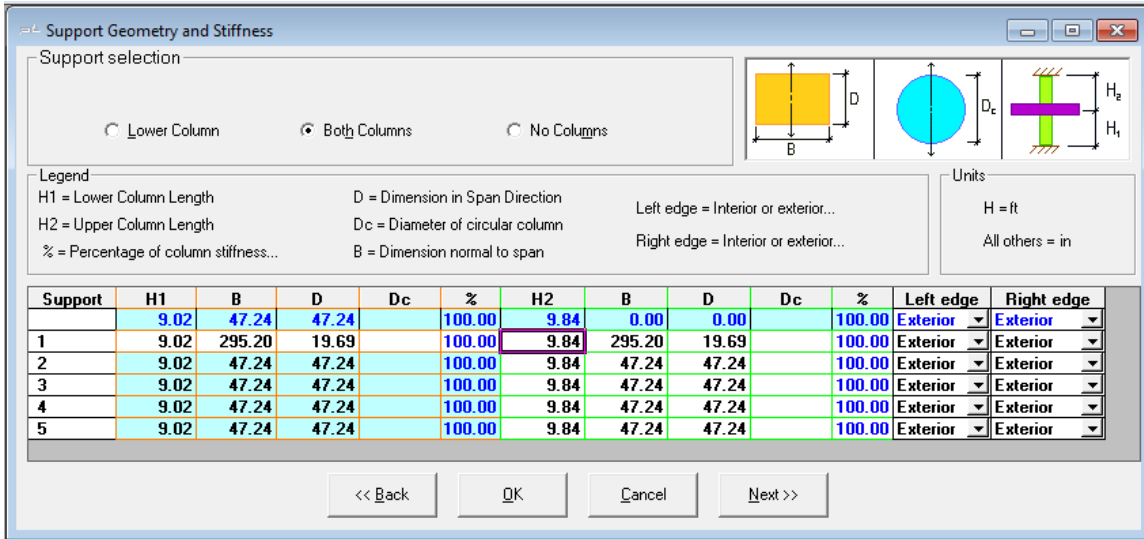 Support Geometry and Stiffness
Support selection
Lower Column Both Columns No Columns
D
B
Dc
H2
H1
Legend
H1 = Lower Column Length D = Dimension in Span Direction Left edge = Interior or exterior...
H2 = Upper Column Length Dc = Diameter of circular column Right edge = Interior or exterior...
% = Percentage of column stiffness... B = Dimension normal to span
Units
H = ft
All others = in
Support H1 B D Dc % H2 B D Dc % Left edge Right edge
9.02 47.24 47.24 100.00 9.84 0.00 0.00 100.00 Exterior Exterior
1 9.02 295.20 19.69 100.00 9.84 295.20 19.69 100.00 Exterior Exterior
2 9.02 47.24 47.24 100.00 9.84 47.24 47.24 100.00 Exterior Exterior
3 9.02 47.24 47.24 100.00 9.84 47.24 47.24 100.00 Exterior Exterior
4 9.02 47.24 47.24 100.00 9.84 47.24 47.24 100.00 Exterior Exterior
5 9.02 47.24 47.24 100.00 9.84 47.24 47.24 100.00 Exterior Exterior
<< Back OK Cancel Next >>